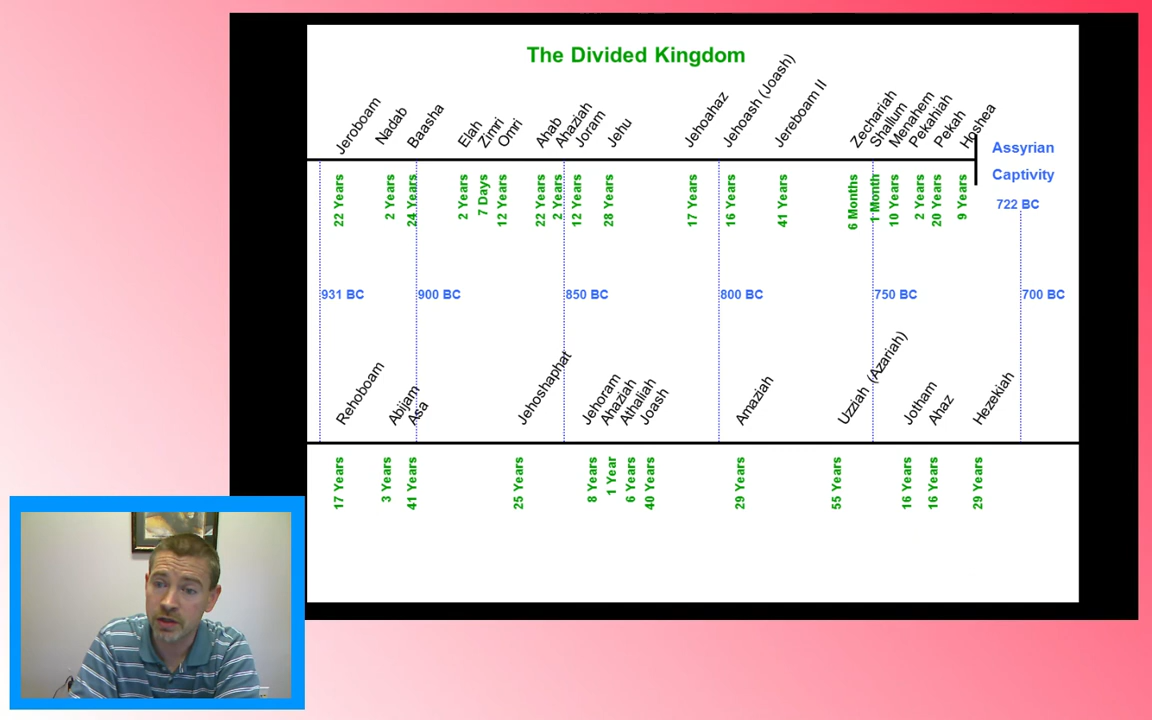 The Divided Kingdom
Jeroboam
Nadab
Baasha
Elah
Zimri
Omri
Ahab
Ahaziah
Joram
Jehu
Jehoahaz
Jehoash (Joash)
Jereboam II
Zechariah
Shallum
Menahem
Pekahiah
Pekah
Hoshea
Assyrian
Captivity
722 BC
22 Years
2 Years
24 Years
2 Years
7 Days
12 Years
22 Years
2 Years
12 Years
28 Years
17 Years
16 Years
41 Years
6 Months
1 Month
10 Years
2 Years
20 Years
9 Years
931 BC
900 BC
850 BC
800 BC
750 BC
700 BC
Rehoboam
Abijam
Asa
Jehoshaphat
Jehoram
Ahaziah
Athaliah
Joash
Amaziah
Uzziah (Azariah)
Jotham
Ahaz
Hezekiah
17 Years
3 Years
41 Years
25 Years
8 Years
1 Year
6 Years
40 Years
29 Years
55 Years
16 Years
16 Years
29 Years